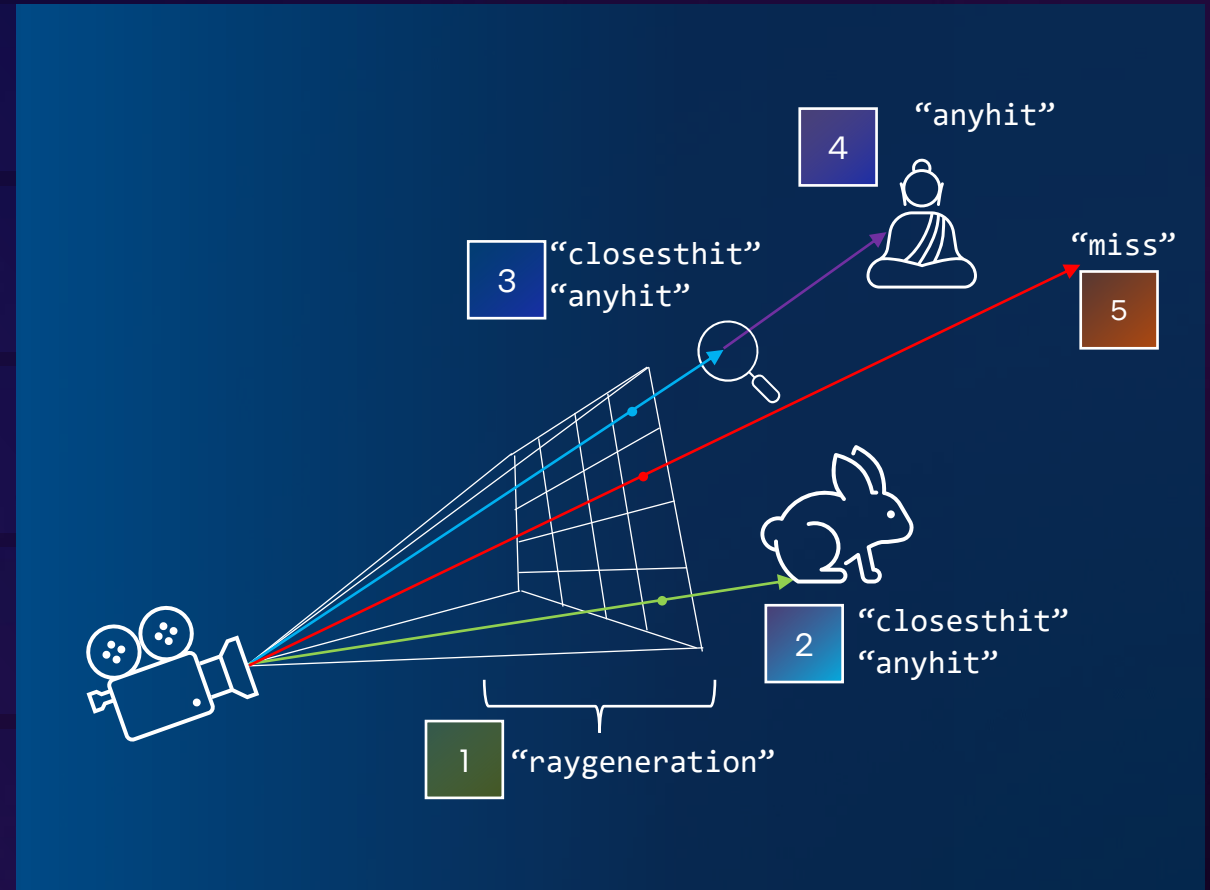 “anyhit”
4
“miss”
5
3
“closesthit”
“anyhit”
2
“closesthit”
“anyhit”
1
“raygeneration”